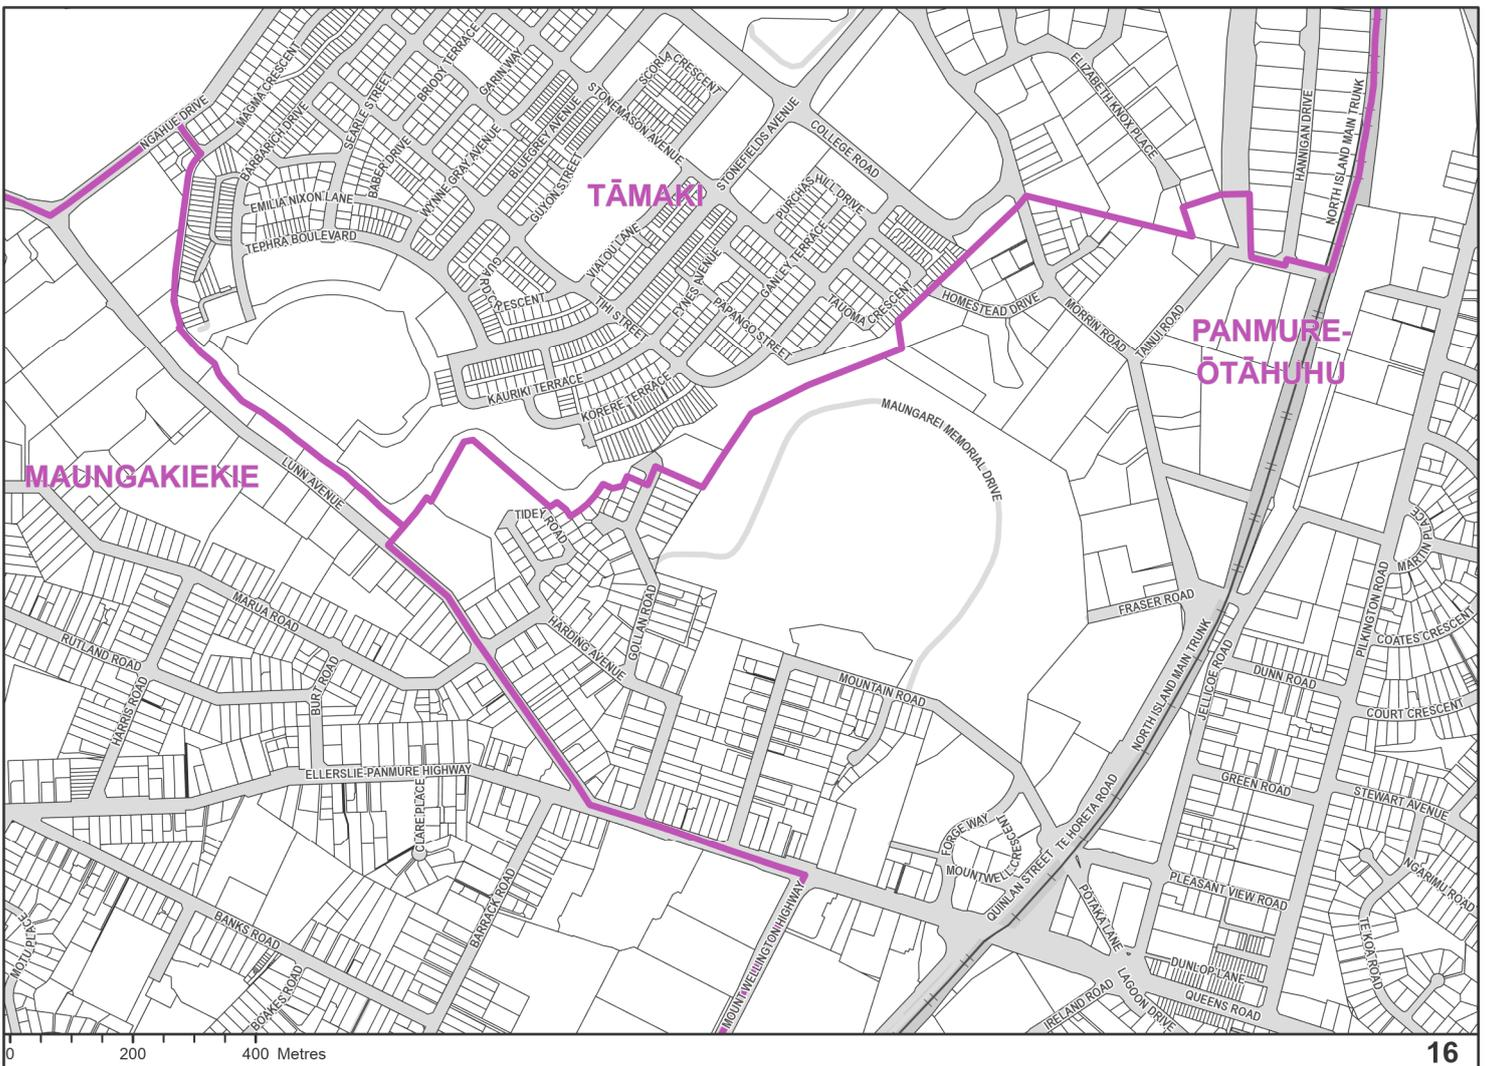 NGAHUE DRIVE
MAGMA CRESCENT
BARBARICH DRIVE
SEARLE STREET
BRODY TERRACE
GARIN WAY
SCORIA CRESCENT
STONEMASON AVENUE
BLUEGREY AVENUE
BABER DRIVE
WYNNE GRAY AVENUE
GUYON STREET
STONEFIELDS AVENUE
COLLEGE ROAD
ELIZABETH KNOX PLACE
HANNIGAN DRIVE
NORTH ISLAND MAIN TRUNK
EMILIA NIXON LANE
TEPHRA BOULEVARD
TĀMAKI
PURCHAS HILL DRIVE
VIALOU LANE
GANLEY TERRACE
EYNES AVENUE
GUARD CRESCENT
TIHI STREET
PAPANGO STREET
TAUOMA CRESCENT
HOMESTEAD DRIVE
MORRIN ROAD
TAINUI ROAD
PANMURE-
ŌTĀHUHU
KAURIKI TERRACE
KORERE TERRACE
MAUNGAREI MEMORIAL DRIVE
MAUNGAKIEKIE
LUNN AVENUE
TIDEY ROAD
MARTIN PLACE
PILKINGTON ROAD
COATES CRESCENT
FRASER ROAD
MARUA ROAD
RUTLAND ROAD
HARRIS ROAD
BURT ROAD
HARDING AVENUE
GOLLAN ROAD
MOUNTAIN ROAD
NORTH ISLAND MAIN TRUNK
JELLICOE ROAD
DUNN ROAD
COURT CRESCENT
ELLERSLIE-PANMURE HIGHWAY
CLARE PLACE
GREEN ROAD
STEWART AVENUE
FORGE WAY
MOUNTWELL CRESCENT
QUINLAN STREET
TE HORETA ROAD
PLEASANT VIEW ROAD
NGARIMU ROAD
TE KOA ROAD
POTAKA LANE
BARRACK ROAD
BANKS ROAD
BOAKES ROAD
MOTU PLACE
PLACE
MOUNT WELLINGTON HIGHWAY
DUNLOP LANE
QUEENS ROAD
LAGOON DRIVE
IRELAND ROAD
0 200 400 Metres
16